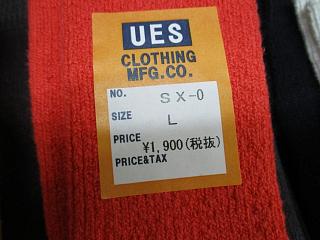 UES
CLOTHING
MFG.CO.
NO. SX-0
SIZE L
PRICE ¥1,900(税抜)
PRICE&TAX